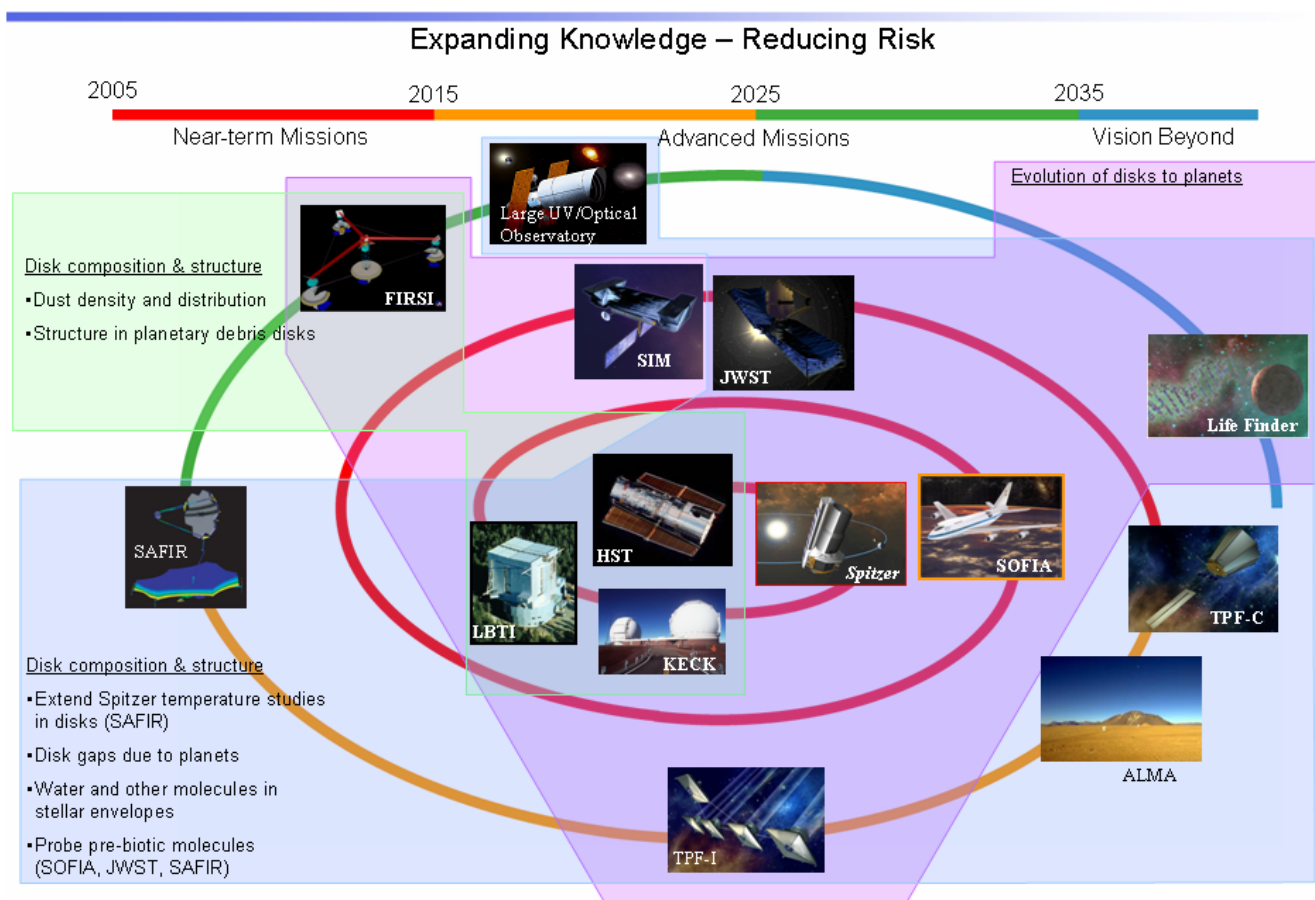 Expanding Knowledge – Reducing Risk
2005
2015
2025
2035
Near-term Missions
Advanced Missions
Vision Beyond
Evolution of disks to planets
Large UV/Optical
Observatory
Disk composition & structure
▪Dust density and distribution
▪Structure in planetary debris disks
FIRSI
SIM
JWST
Life Finder
SAFIR
LBTI
HST
KECK
Spitzer
SOFIA
TPF-C
ALMA
TPF-I
Disk composition & structure
▪Extend Spitzer temperature studies
in disks (SAFIR)
▪Disk gaps due to planets
▪Water and other molecules in
stellar envelopes
▪Probe pre-biotic molecules
(SOFIA, JWST, SAFIR)